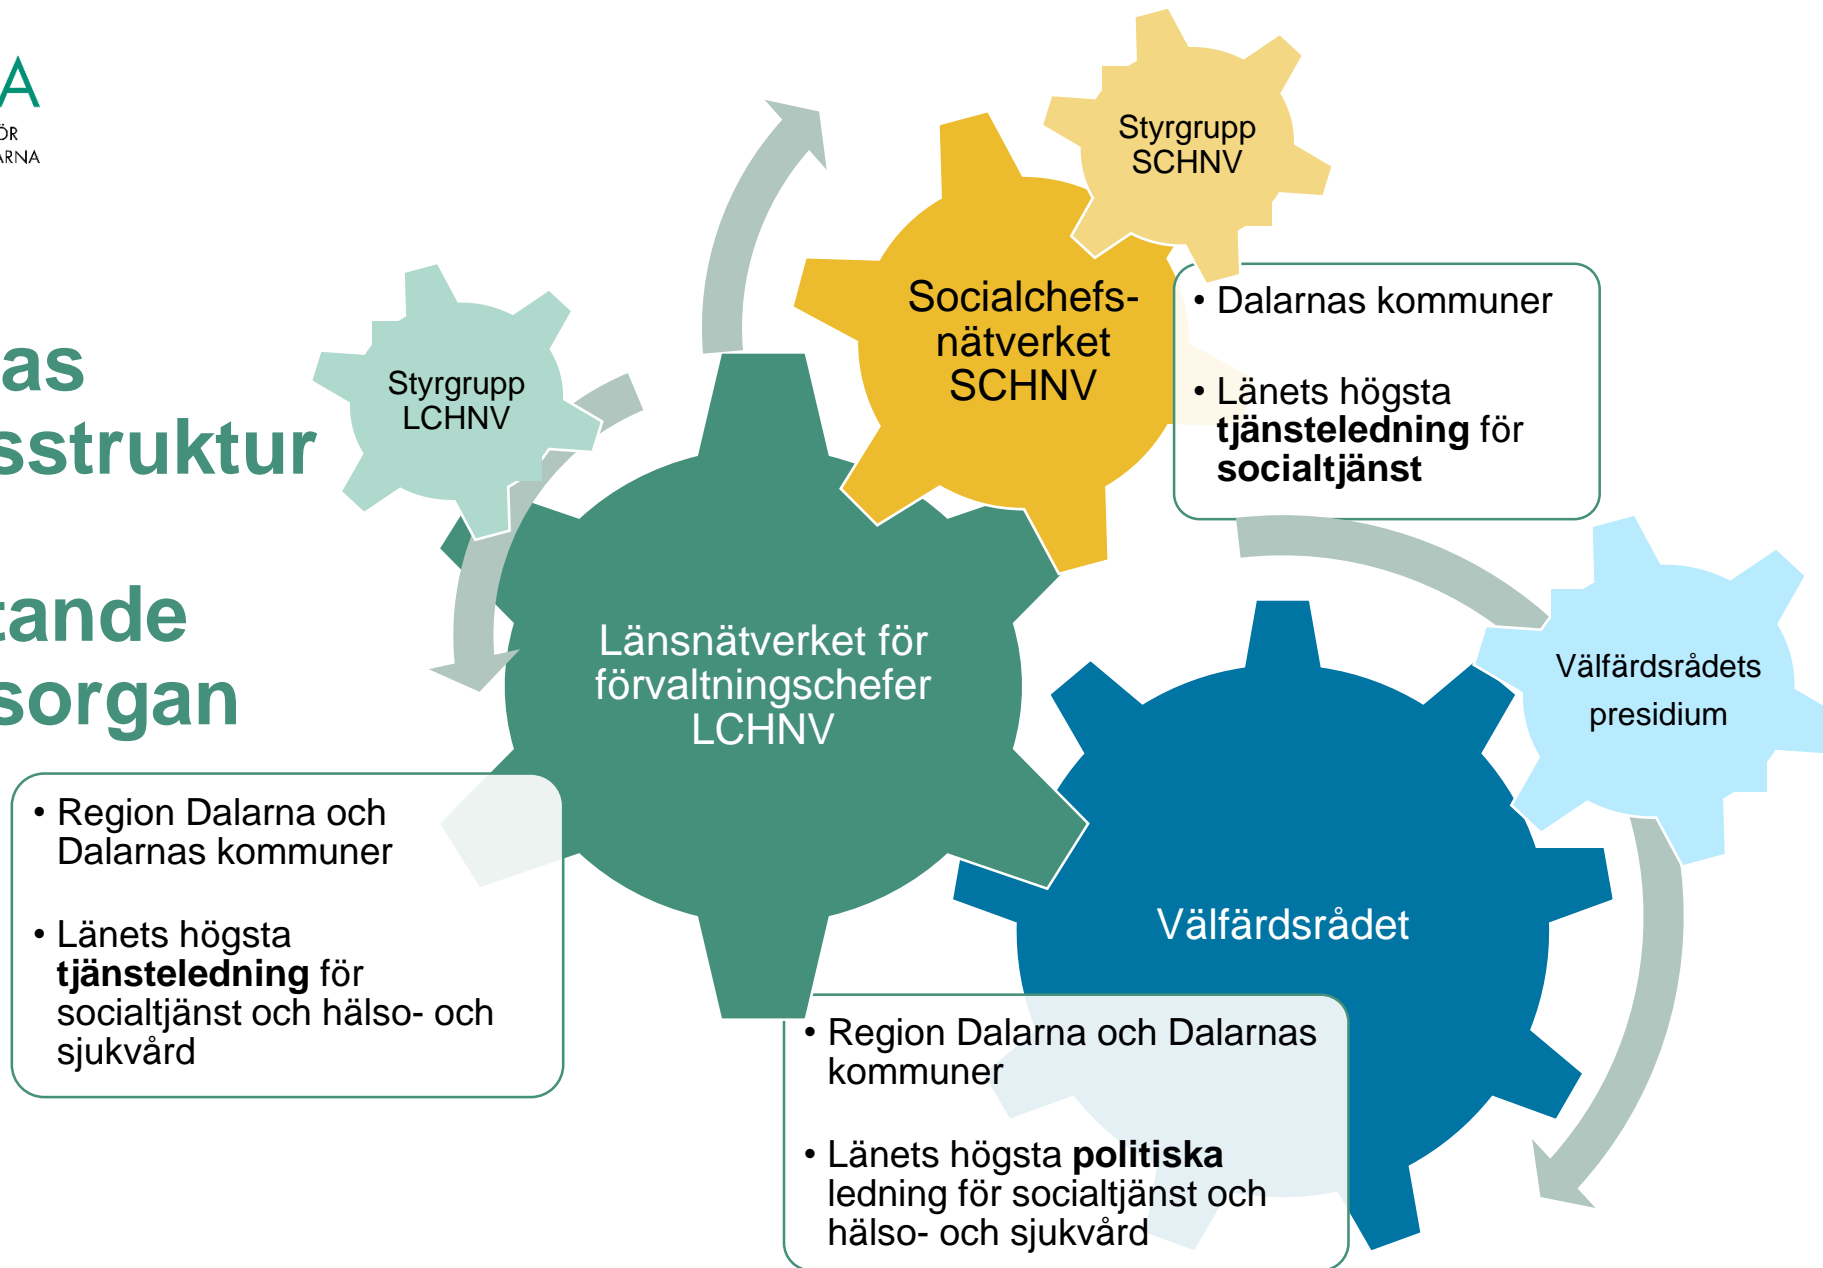 A
ÖR
ARNA
as
sstruktur
tande
sorgan
Styrgrupp
SCHNV
Socialchefs-
nätverket
SCHNV
• Dalarnas kommuner
• Länets högsta
tjänsteledning för
socialtjänst
Styrgrupp
LCHNV
Länsnätverket för
förvaltningschefer
LCHNV
Välfärdsrådets
presidium
• Region Dalarna och
Dalarnas kommuner
• Länets högsta
tjänsteledning för
socialtjänst och hälso- och
sjukvård
Välfärdsrådet
• Region Dalarna och Dalarnas
kommuner
• Länets högsta politiska
ledning för socialtjänst och
hälso- och sjukvård